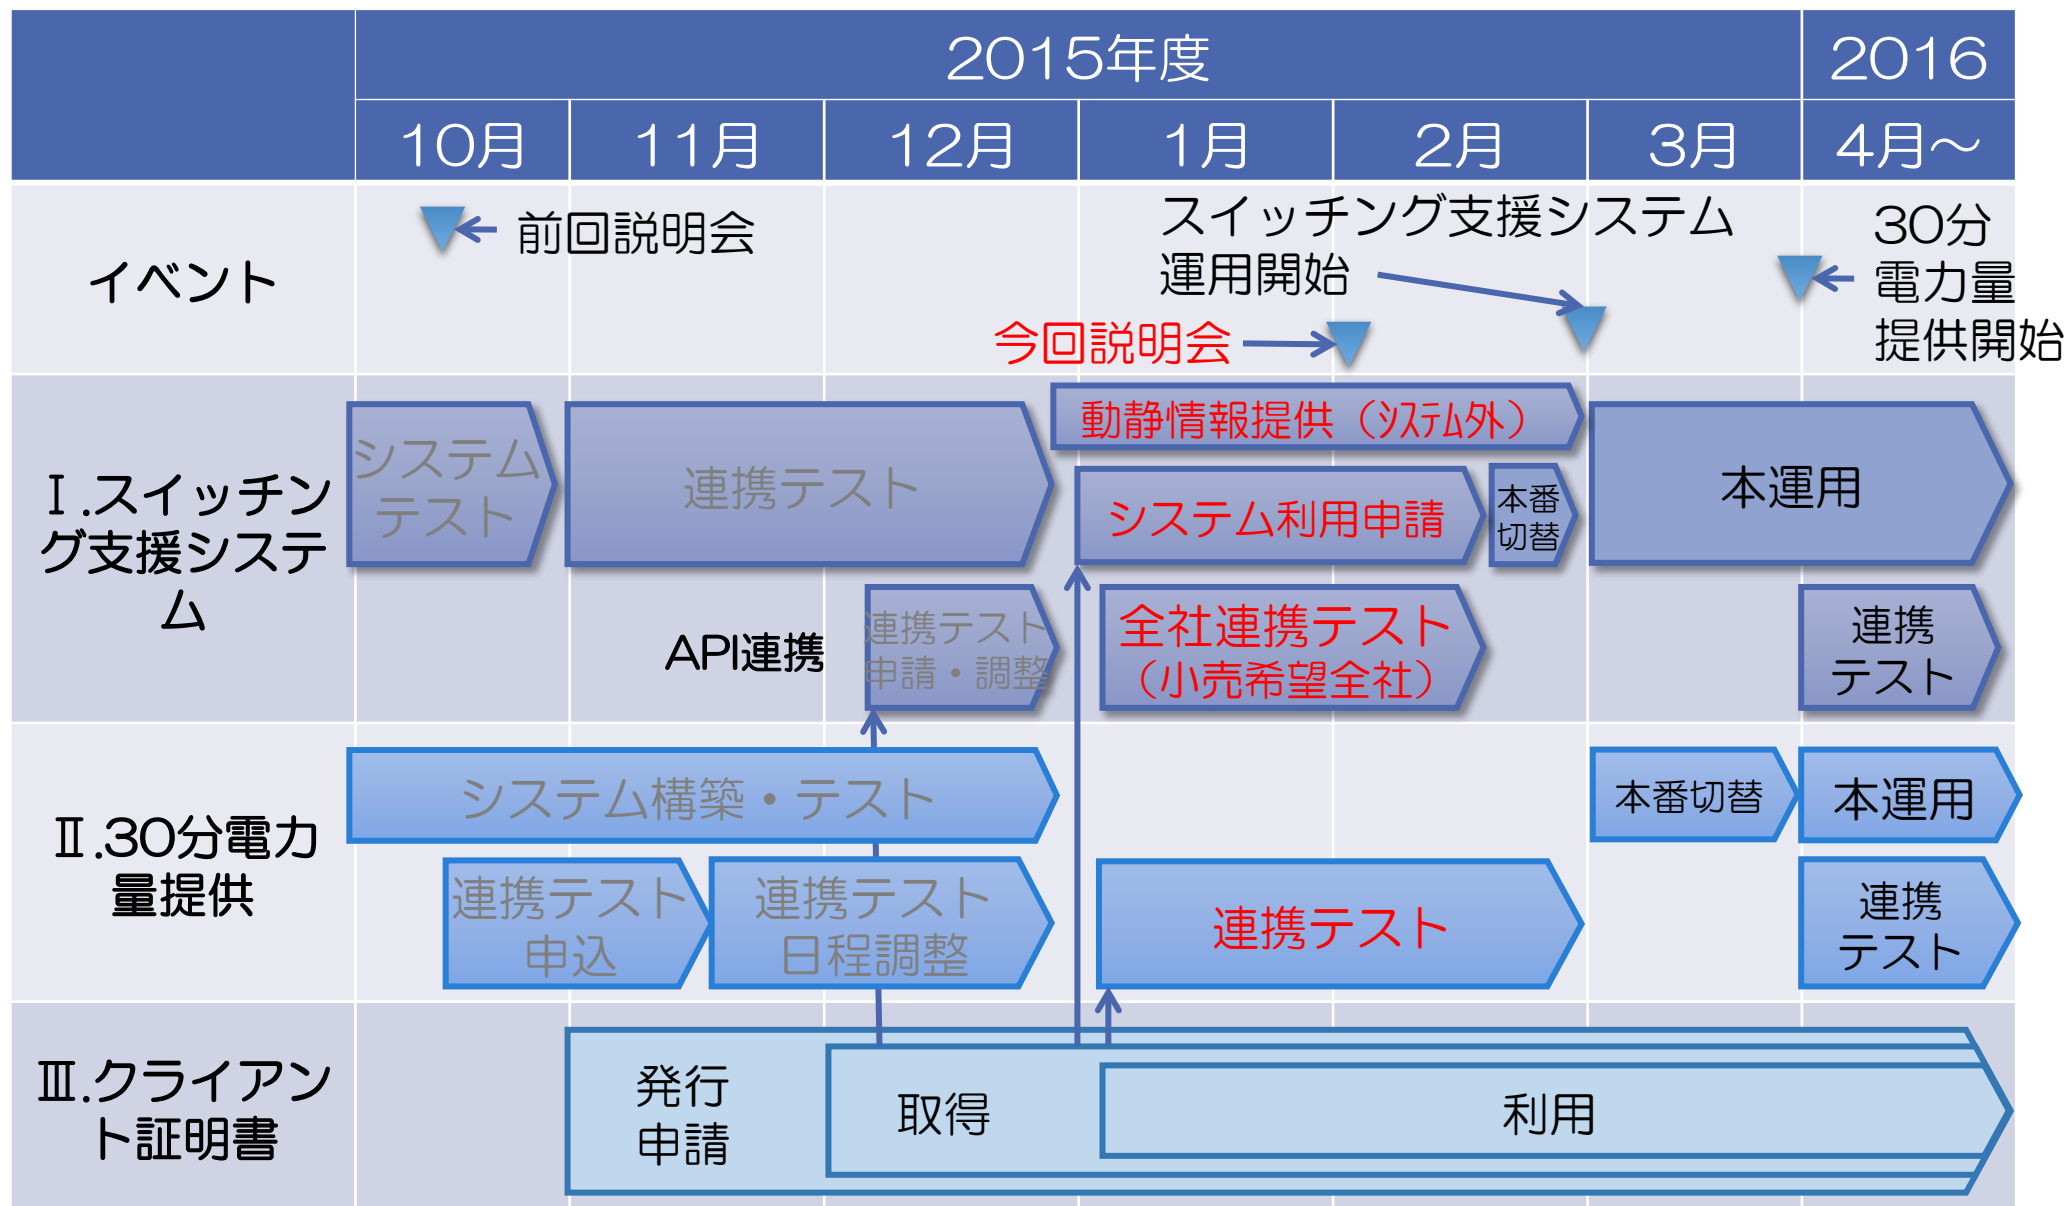 2015年度
2016
10月
11月
12月
1月
2月
3月
4月～
イベント
前回説明会
スイッチング支援システム
運用開始
今回説明会
30分
電力量
提供開始
Ⅰ.スイッチン
グ支援システ
ム
システム
テスト
連携テスト
動静情報提供（ｼｽﾃﾑ外）
システム利用申請
本番
切替
本運用
API連携
連携テスト
申請・調整
全社連携テスト
（小売希望全社）
連携
テスト
Ⅱ.30分電力
量提供
システム構築・テスト
本番切替
本運用
連携テスト
申込
連携テスト
日程調整
連携テスト
連携
テスト
Ⅲ.クライアン
ト証明書
発行
申請
取得
利用